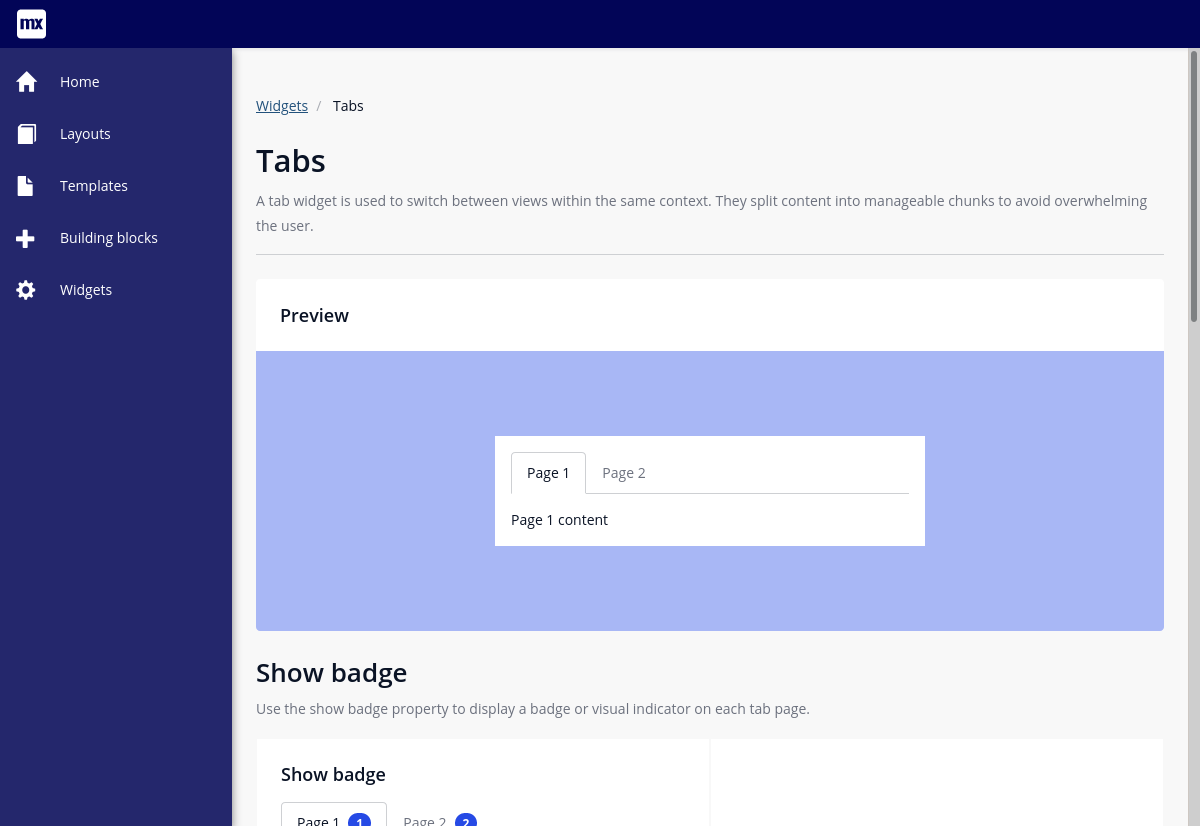 mx
Home
Layouts
Templates
Building blocks
Widgets
Widgets / Tabs
Tabs
A tab widget is used to switch between views within the same context. They split content into manageable chunks to avoid overwhelming
the user.
Preview
Page 1 Page 2
Page 1 content
Show badge
Use the show badge property to display a badge or visual indicator on each tab page.
Show badge
Page 1 1 Page 2 2